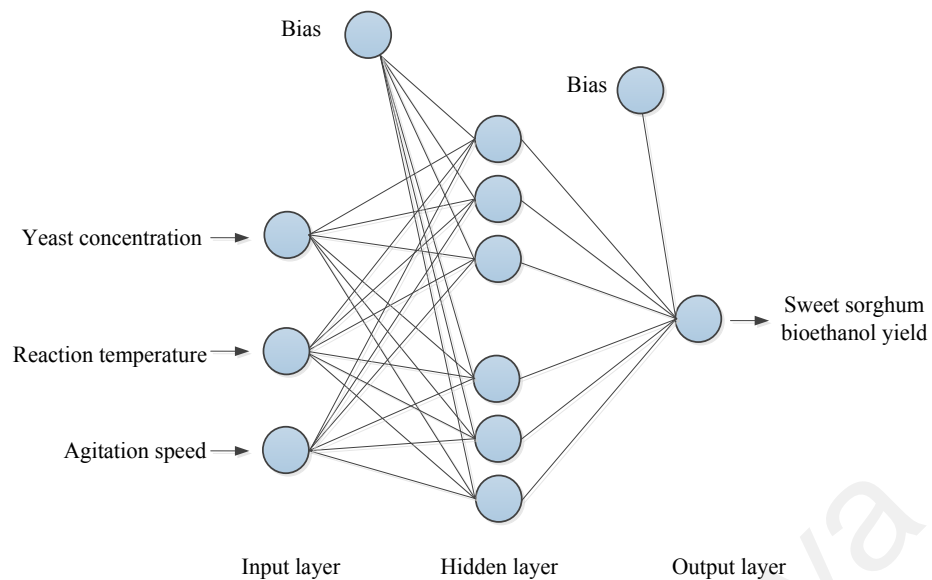 Bias
Bias
Yeast concentration
Reaction temperature
Agitation speed
Sweet sorghum
bioethanol yield
Input layer
Hidden layer
Output layer